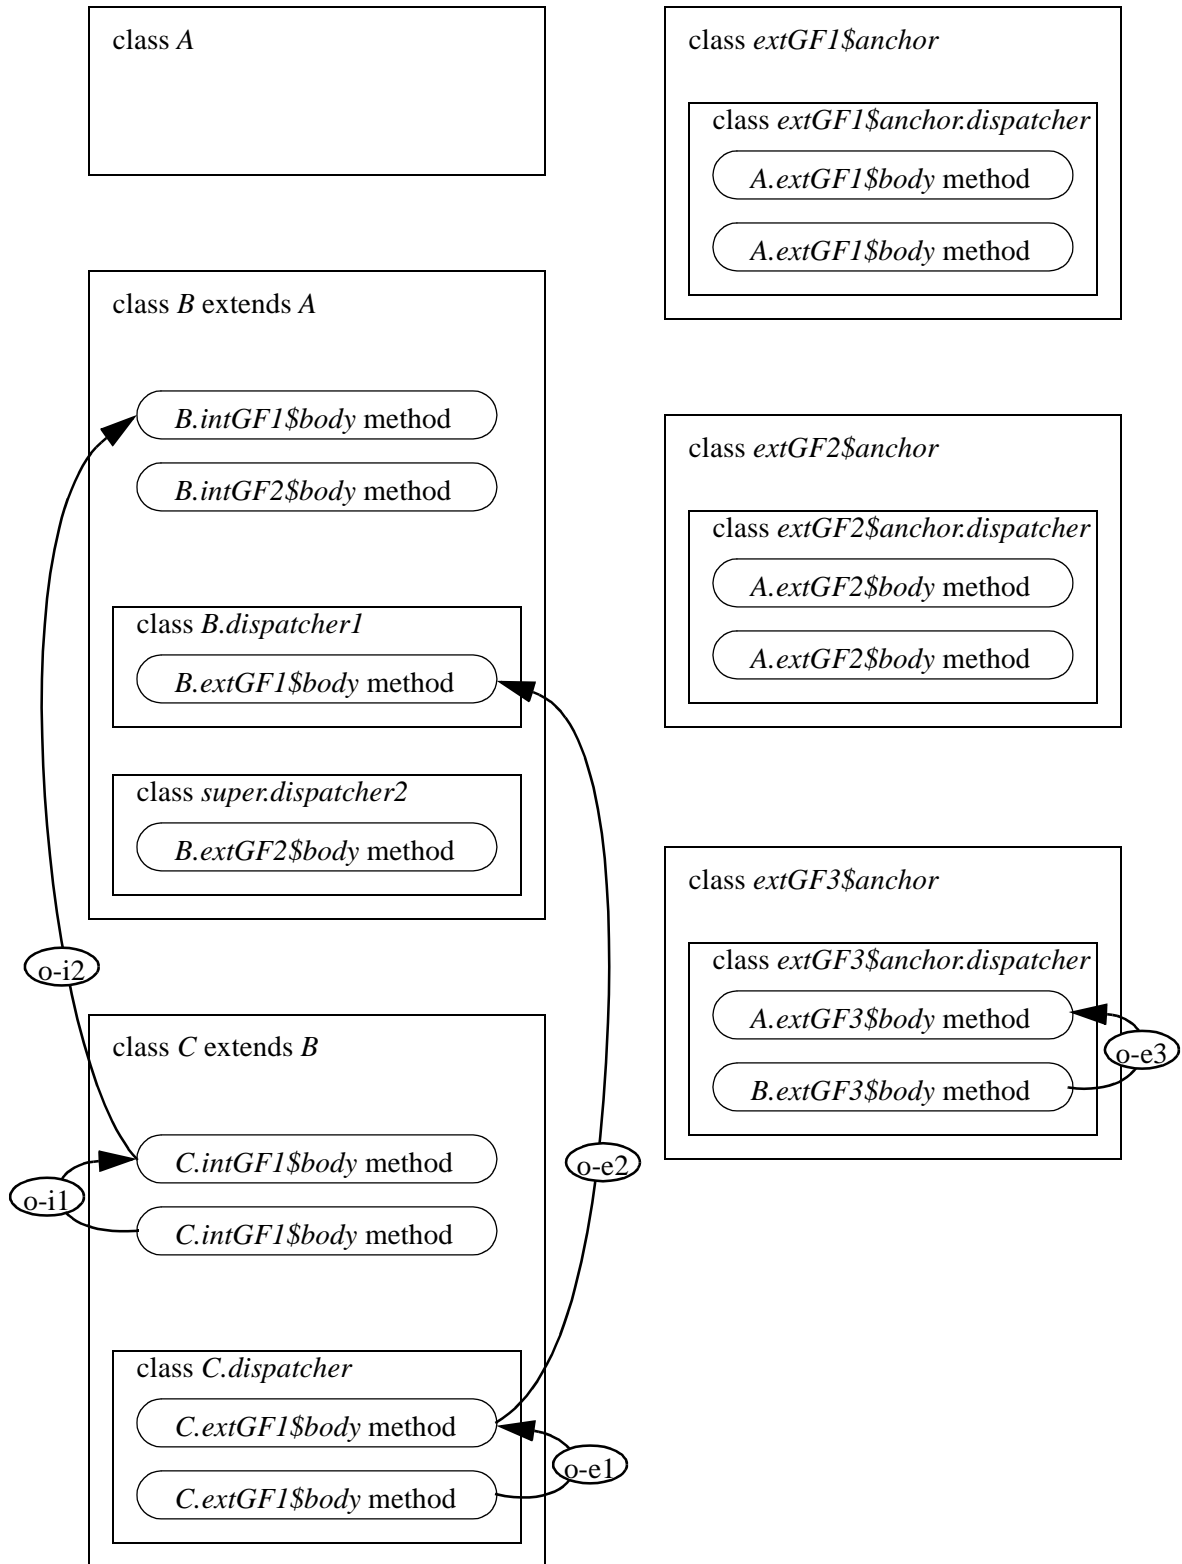 class A
class B extends A
B.intGF1$body method
B.intGF2$body method
class B.dispatcher1
B.extGF1$body method
class super.dispatcher2
B.extGF2$body method
o-i2
class C extends B
C.intGF1$body method
o-i1
C.intGF1$body method
class C.dispatcher
C.extGF1$body method
C.extGF1$body method
o-e1
o-e2
class extGF1$anchor
class extGF1$anchor.dispatcher
A.extGF1$body method
A.extGF1$body method
class extGF2$anchor
class extGF2$anchor.dispatcher
A.extGF2$body method
A.extGF2$body method
class extGF3$anchor
class extGF3$anchor.dispatcher
A.extGF3$body method
o-e3
B.extGF3$body method